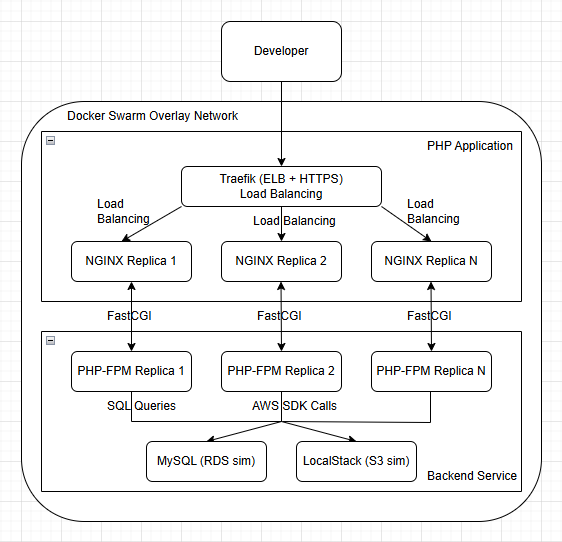 Developer
Docker Swarm Overlay Network
PHP Application
Traefik (ELB + HTTPS)
Load Balancing
Load
Balancing
Load Balancing
Load
Balancing
NGINX Replica 1
NGINX Replica 2
NGINX Replica N
FastCGI
FastCGI
FastCGI
PHP-FPM Replica 1
PHP-FPM Replica 2
PHP-FPM Replica N
SQL Queries
AWS SDK Calls
MySQL (RDS sim)
LocalStack (S3 sim)
Backend Service